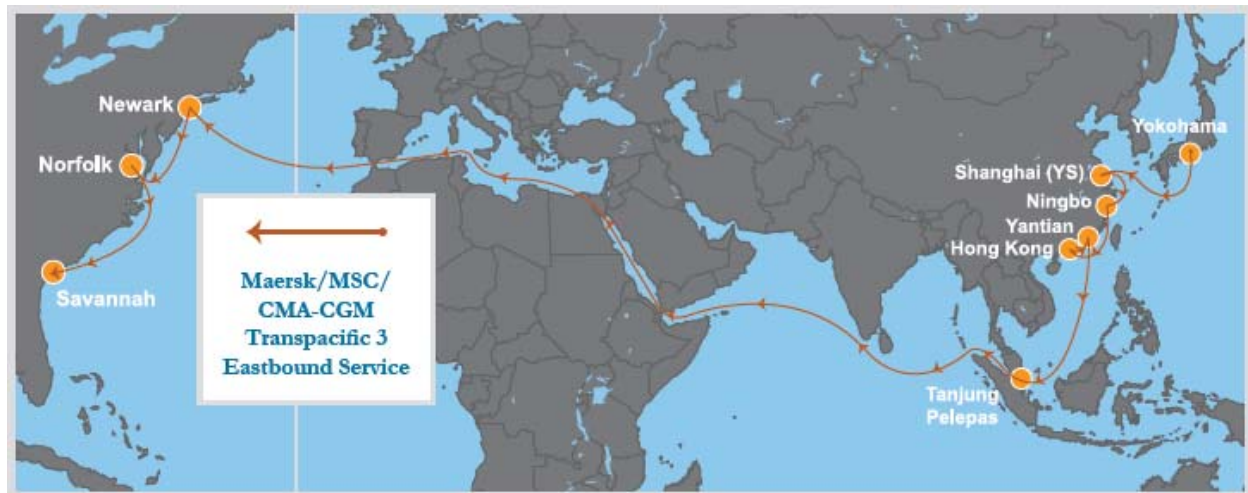 Newark
Norfolk
Savannah
Maersk/MSC/
CMA-CGM
Transpacific 3
Eastbound Service
Yokohama
Shanghai (YS)
Ningbo
Yantian
Hong Kong
Tanjung
Pelepas